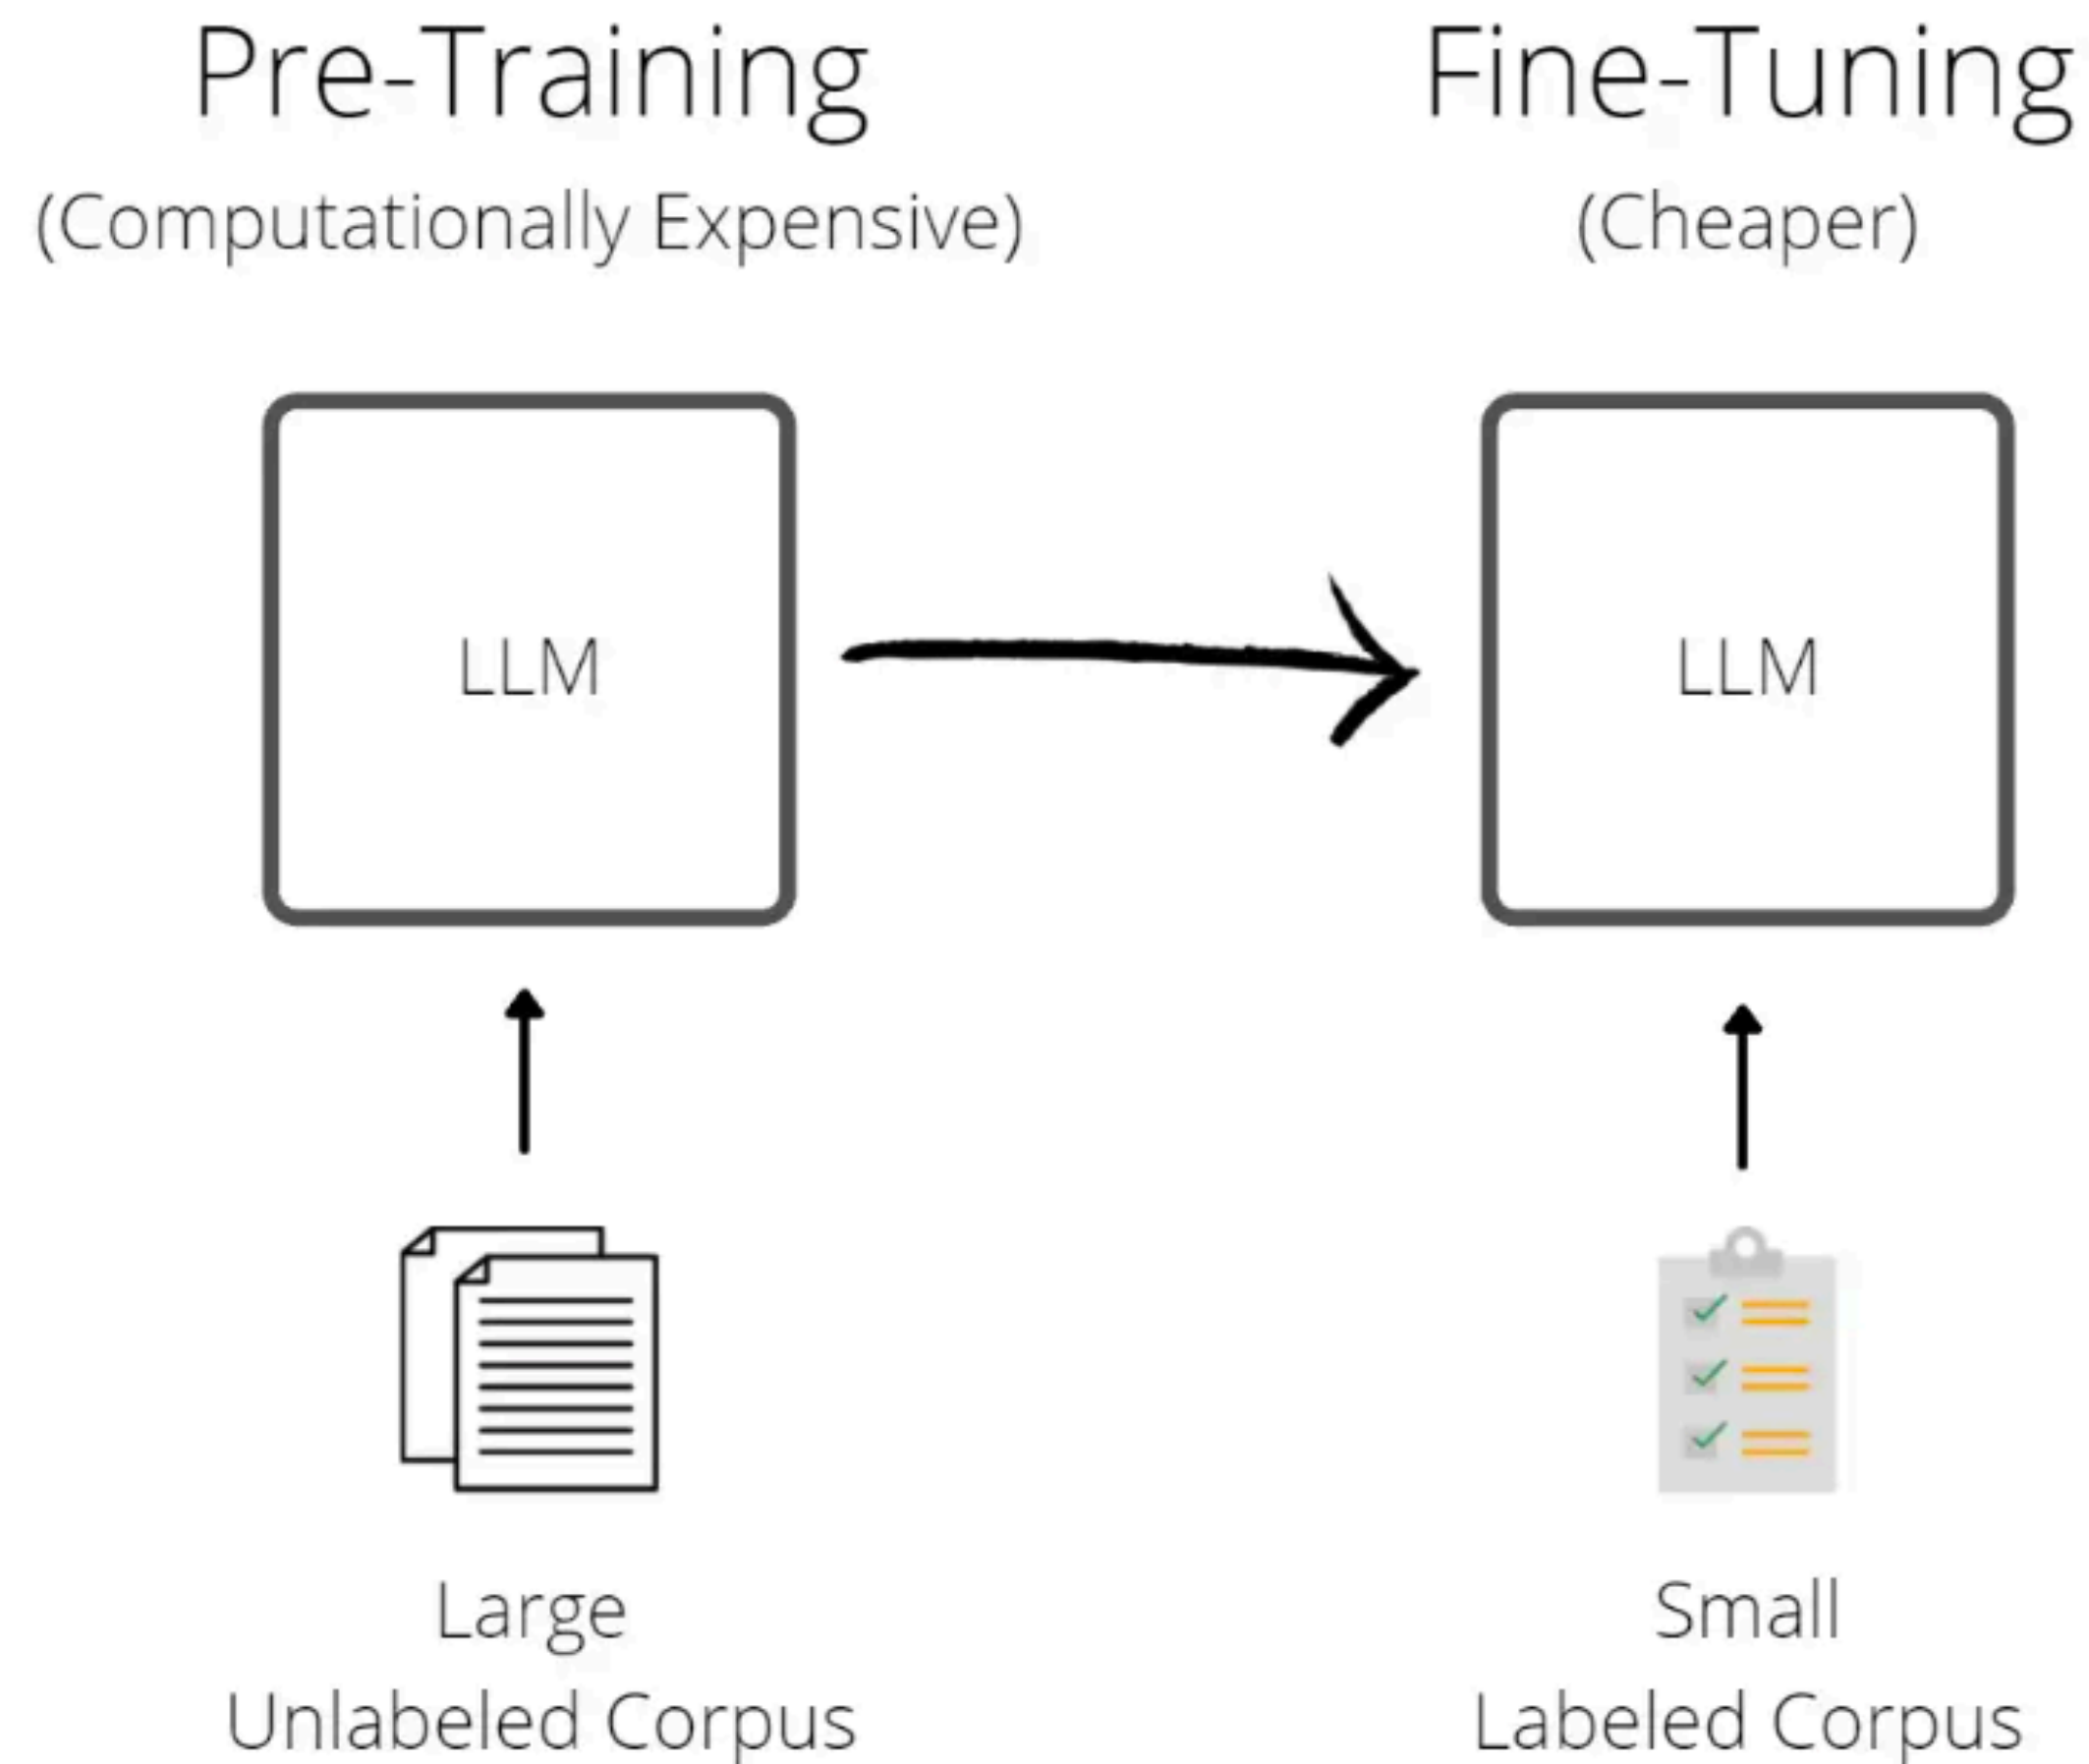 Pre-Training
(Computationally Expensive)
LLM
Large
Unlabeled Corpus
Fine-Tuning
(Cheaper)
LLM
Small
Labeled Corpus